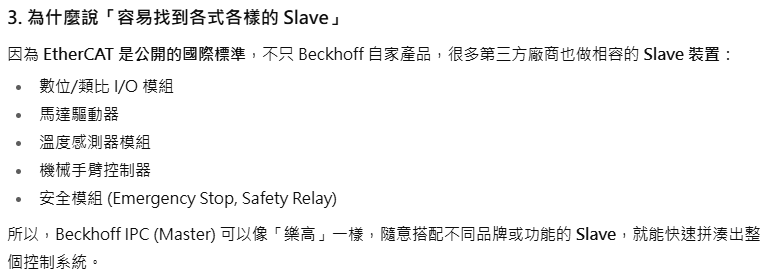 3. 為什麼說「容易找到各式各樣的 Slave」
因為 EtherCAT 是公開的國際標準，不只 Beckhoff 自家產品，很多第三方廠商也做相容的 Slave 裝置：
• 數位/類比 I/O 模組
• 馬達驅動器
• 溫度感測器模組
• 機械手臂控制器
• 安全模組 (Emergency Stop, Safety Relay)
所以，Beckhoff IPC (Master) 可以像「樂高」一樣，隨意搭配不同品牌或功能的 Slave，就能快速拼湊出整
個控制系統。